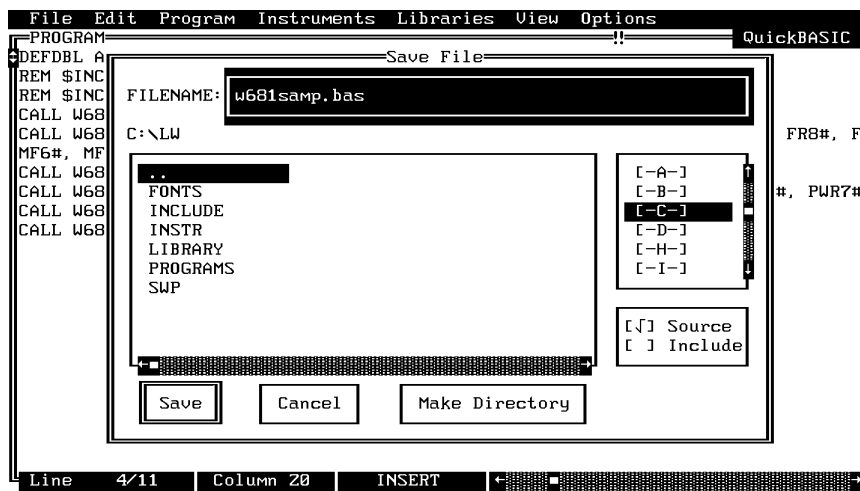 File Edit Program Instruments Libraries View Options
PROGRAM !! QuickBASIC
DEFDBL A Save File
REM $INC
REM $INC FILENAME: w681samp.bas
CALL W68
CALL W68 C:\LW FR8#, F
MF6#, MF
CALL W68 .. [-A-]
CALL W68 FONTS [-B-] #, PWR7#
CALL W68 INCLUDE [-C-]
CALL W68 INSTR [-D-]
LIBRARY [-H-]
PROGRAMS [-I-]
SWP
[√] Source
[ ] Include
Save Cancel Make Directory
Line 4/11 Column 20 INSERT